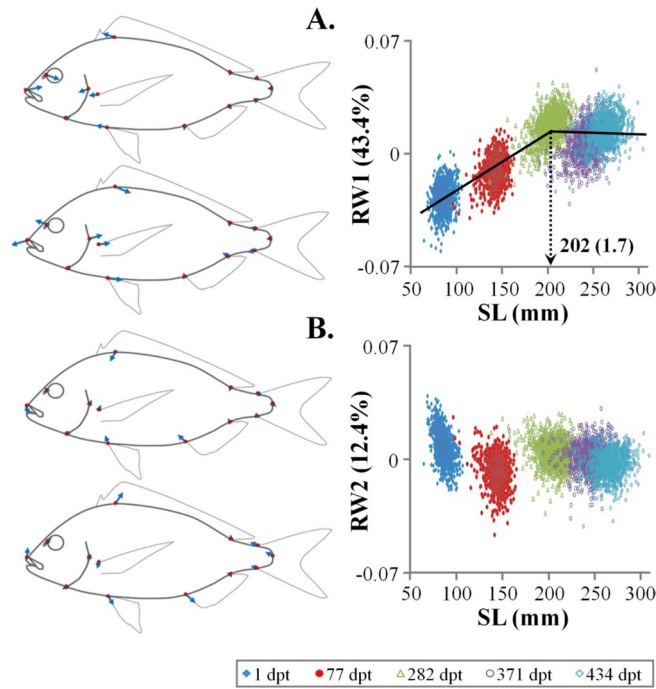 A.
0.07
0
-0.07
RW1 (43.4%)
202 (1.7)
50 100 150 200 250 300
SL (mm)
B.
0.07
0
-0.07
RW2 (12.4%)
50 100 150 200 250 300
SL (mm)
1 dpt 77 dpt 282 dpt 371 dpt 434 dpt